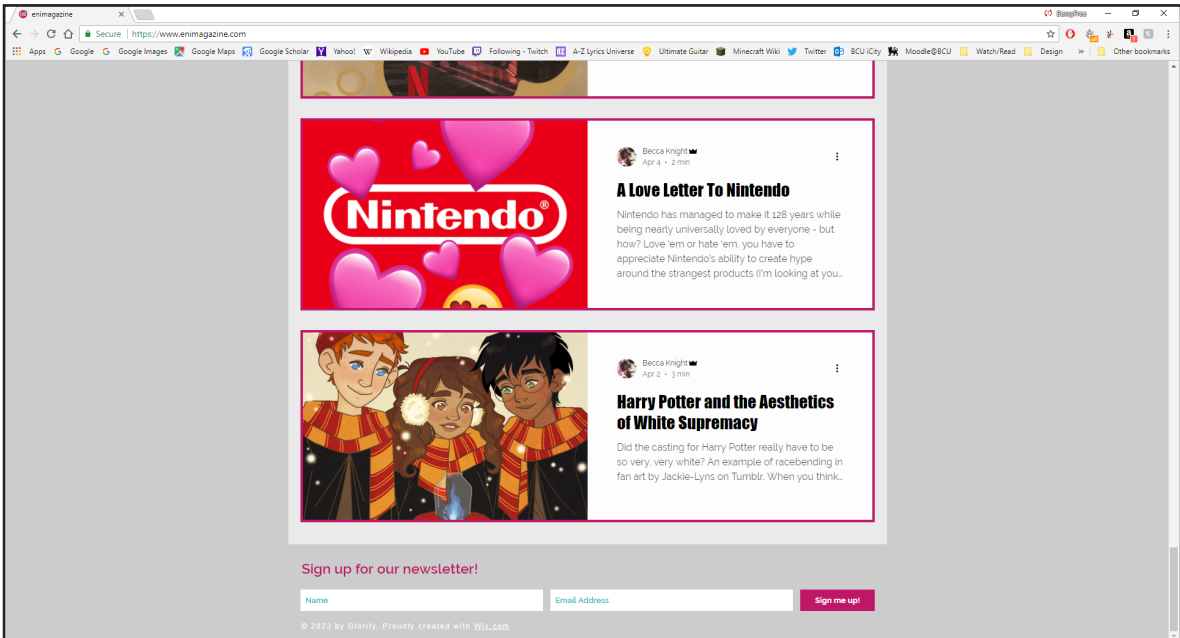 enimagazine
BessyFree
Secure https://www.enimagazine.com
Apps Google Google Images Google Maps Google Scholar Yahoo! Wikipedia YouTube Following - Twitch A-Z Lyrics Universe Ultimate Guitar Minecraft Wiki Twitter BCU iCity Moodle@BCU Watch/Read Design » Other bookmarks
N
Nintendo®
Becca Knight
Apr 4 • 2 min
A Love Letter To Nintendo
Nintendo has managed to make it 128 years while
being nearly universally loved by everyone - but
how? Love 'em or hate 'em, you have to
appreciate Nintendo's ability to create hype
around the strangest products (I'm looking at you...
Becca Knight
Apr 2 • 3 min
Harry Potter and the Aesthetics
of White Supremacy
Did the casting for Harry Potter really have to be
so very, very white? An example of racebending in
fan art by Jackie-Lyns on Tumblr. When you think...
Sign up for our newsletter!
Name
Email Address
Sign me up!
© 2023 by Glorify. Proudly created with Wix.com